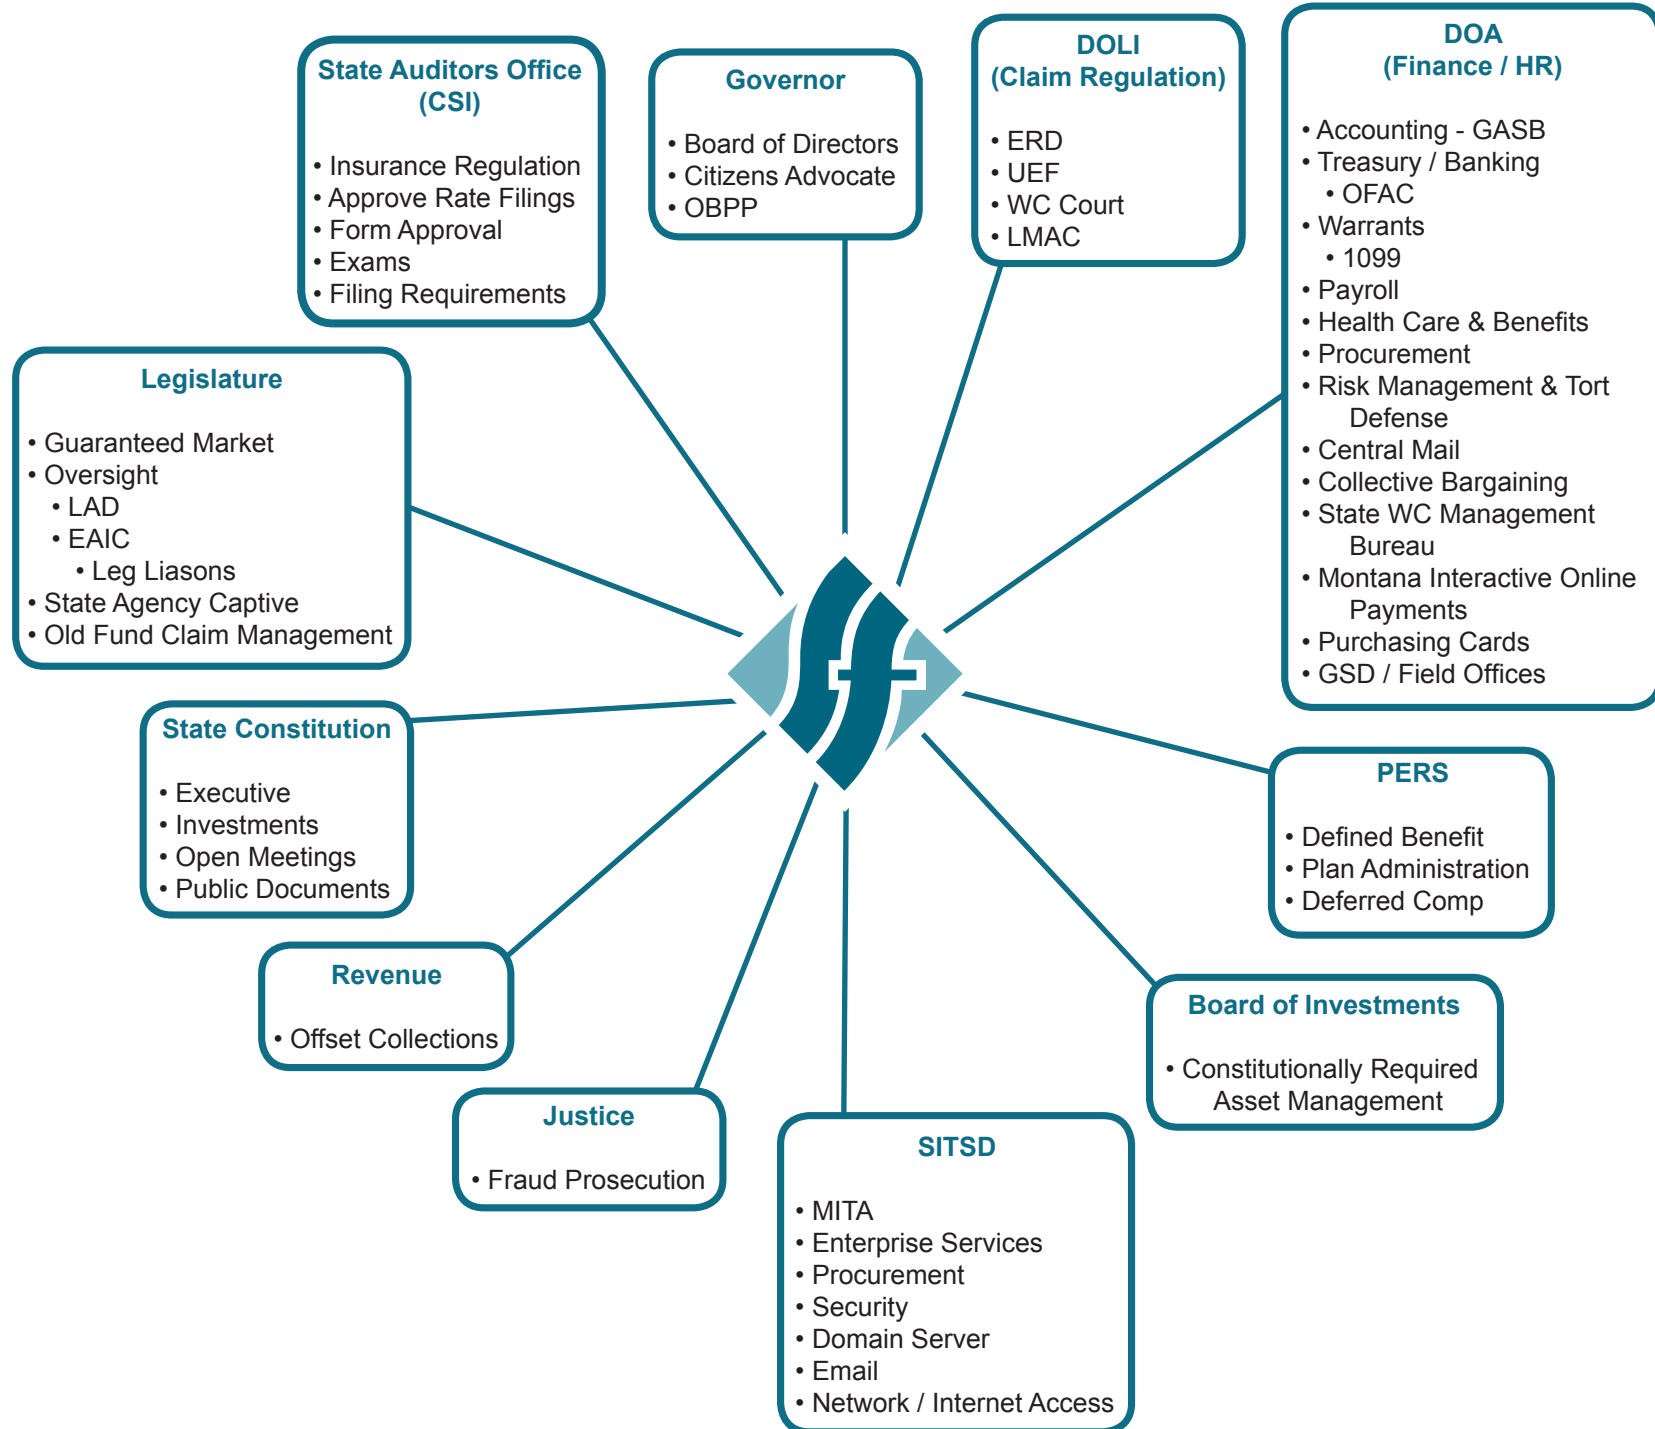 State Auditors Office
(CSI)
• Insurance Regulation
• Approve Rate Filings
• Form Approval
• Exams
• Filing Requirements
Governor
• Board of Directors
• Citizens Advocate
• OBPP
DOLI
(Claim Regulation)
• ERD
• UEF
• WC Court
• LMAC
DOA
(Finance / HR)
• Accounting - GASB
• Treasury / Banking
• OFAC
• Warrants
• 1099
• Payroll
• Health Care & Benefits
• Procurement
• Risk Management & Tort
Defense
• Central Mail
• Collective Bargaining
• State WC Management
Bureau
• Montana Interactive Online
Payments
• Purchasing Cards
• GSD / Field Offices
Legislature
• Guaranteed Market
• Oversight
• LAD
• EAIC
• Leg Liasons
• State Agency Captive
• Old Fund Claim Management
State Constitution
• Executive
• Investments
• Open Meetings
• Public Documents
PERS
• Defined Benefit
• Plan Administration
• Deferred Comp
Revenue
• Offset Collections
Board of Investments
• Constitutionally Required
Asset Management
Justice
• Fraud Prosecution
SITSD
• MITA
• Enterprise Services
• Procurement
• Security
• Domain Server
• Email
• Network / Internet Access